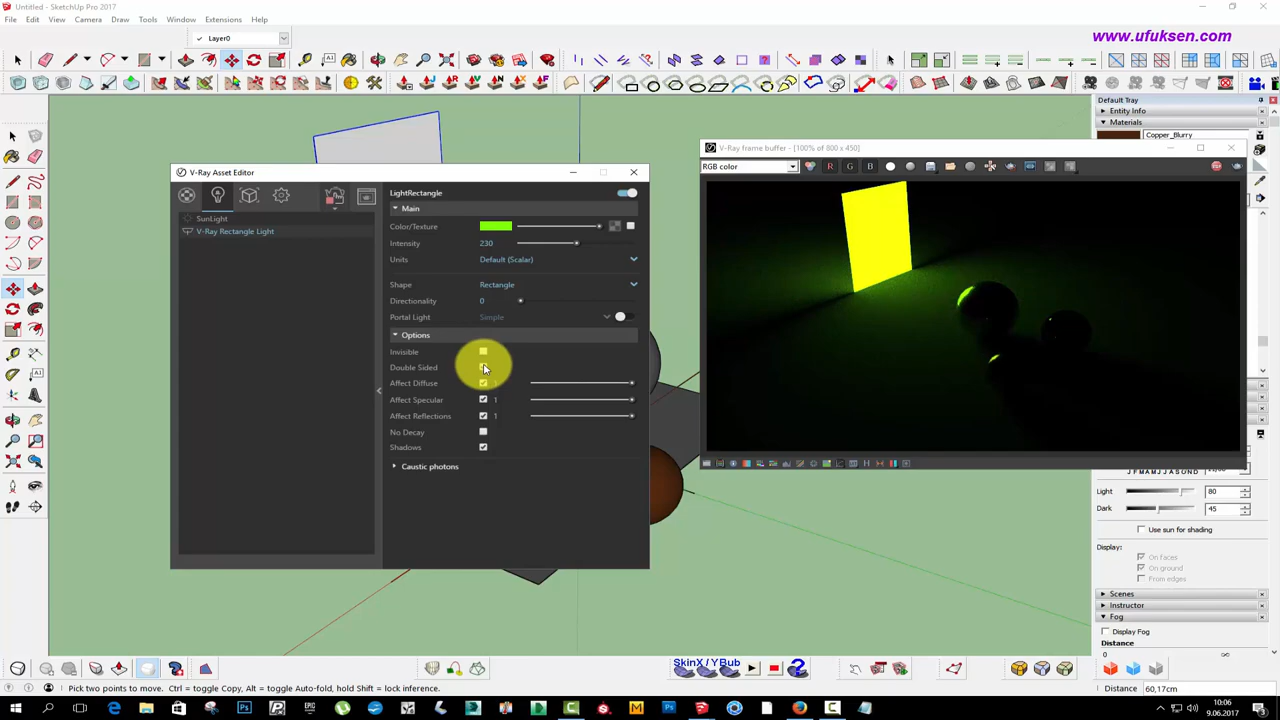 Untitled - SketchUp Pro 2017
File Edit View Camera Draw Tools Window Extensions Help
Layer0
www.ufuksen.com
Default Tray
Entity Info
Materials
Copper_Blurry
V-Ray frame buffer - [100% of 800 x 450]
RGB color
R G B
V-Ray Asset Editor
SunLight
V-Ray Rectangle Light
LightRectangle
Main
Color/Texture
Intensity 230
Units Default (Scalar)
Shape Rectangle
Directionality 0
Portal Light Simple
Options
Invisible
Double Sided
Affect Diffuse
Affect Specular 1
Affect Reflections 1
No Decay
Shadows
Caustic photons
J F M A M J J A S O N D
Light 80
Dark 45
Use sun for shading
Display:
On faces
On ground
From edges
Scenes
Instructor
Fog
Display Fog
0
SkinX / YBub
Pick two points to move. Ctrl = toggle Copy, Alt = toggle Auto-fold, hold Shift = lock inference.
Distance 60,17cm
10:06
9.06.2017